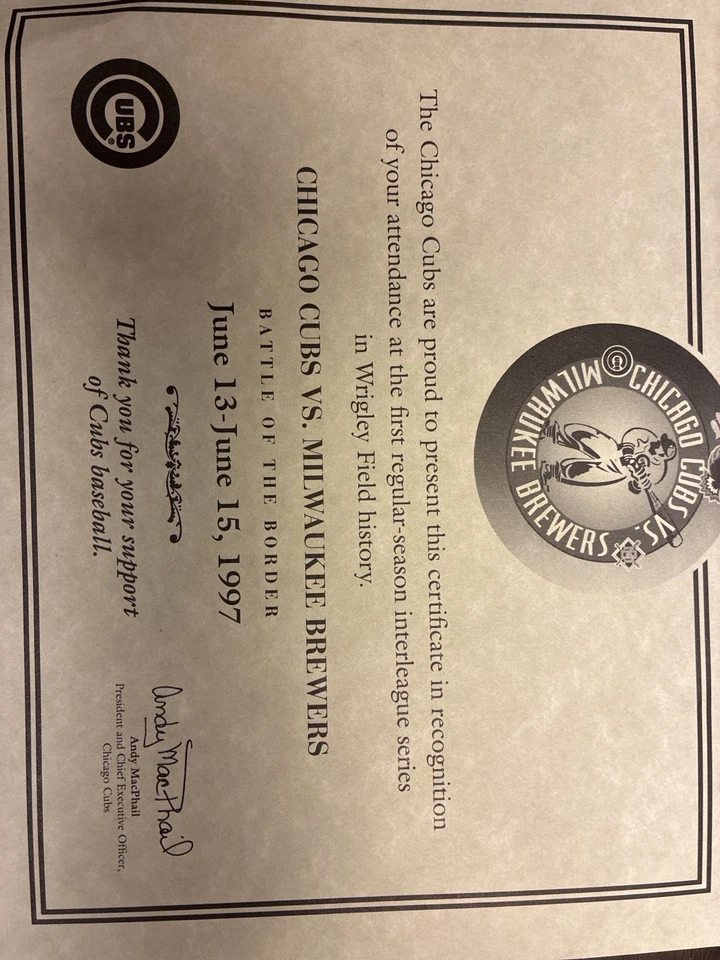 CHICAGO CUBS VS.
MILWAUKEE BREWERS
The Chicago Cubs are proud to present this certificate in recognition
of your attendance at the first regular-season interleague series
in Wrigley Field history.
CHICAGO CUBS VS. MILWAUKEE BREWERS
BATTLE OF THE BORDER
June 13-June 15, 1997
Thank you for your support
of Cubs baseball.
CUBS®
Andy MacPhail
Andy MacPhail
President and Chief Executive Officer,
Chicago Cubs